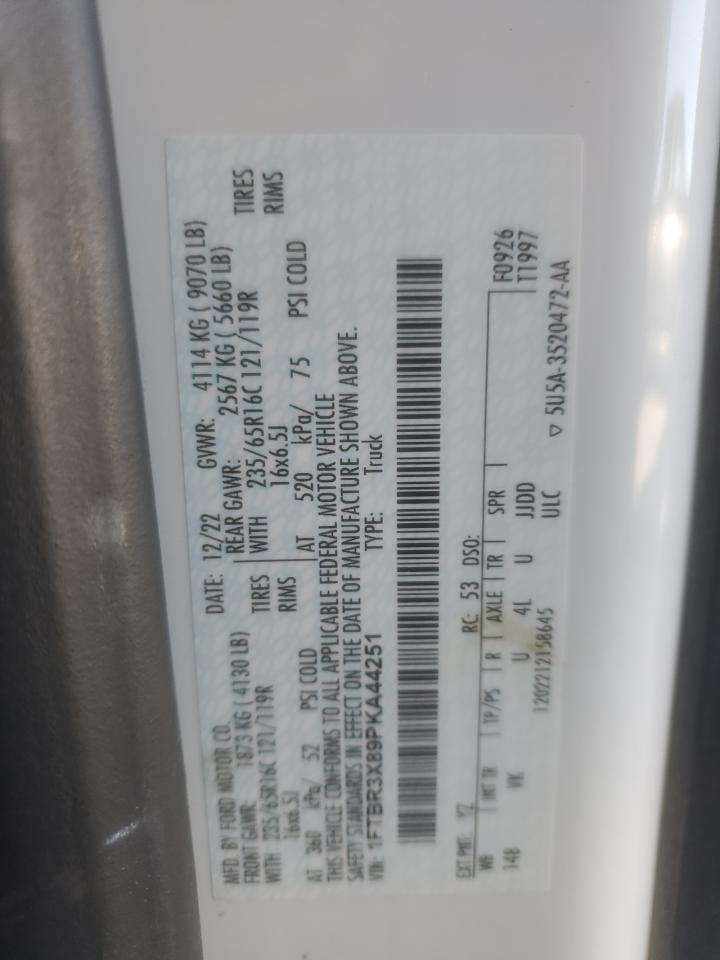 MFD. BY FORD MOTOR CO.
DATE: 12/22 GVWR: 4114 KG ( 9070 LB)
FRONT GAWR: 1873 KG ( 4130 LB) REAR GAWR: 2567 KG ( 5660 LB)
WITH 235/65R16C 121/119R TIRES WITH 235/65R16C 121/119R TIRES
16x6.5J RIMS 16x6.5J RIMS
AT 360 kPa/ 52 PSI COLD AT 520 kPa/ 75 PSI COLD
THIS VEHICLE CONFORMS TO ALL APPLICABLE FEDERAL MOTOR VEHICLE
SAFETY STANDARDS IN EFFECT ON THE DATE OF MANUFACTURE SHOWN ABOVE.
VIN: 1FTBR3X89PKA44251 TYPE: Truck
EXT PNT: YZ RC: 53 DSO:
WB INT TR TP/PS R AXLE TR SPR F0926
148 VK U 4L U JJDD T1997
1202212158645 ULC
▽ 5U5A-3520472-AA